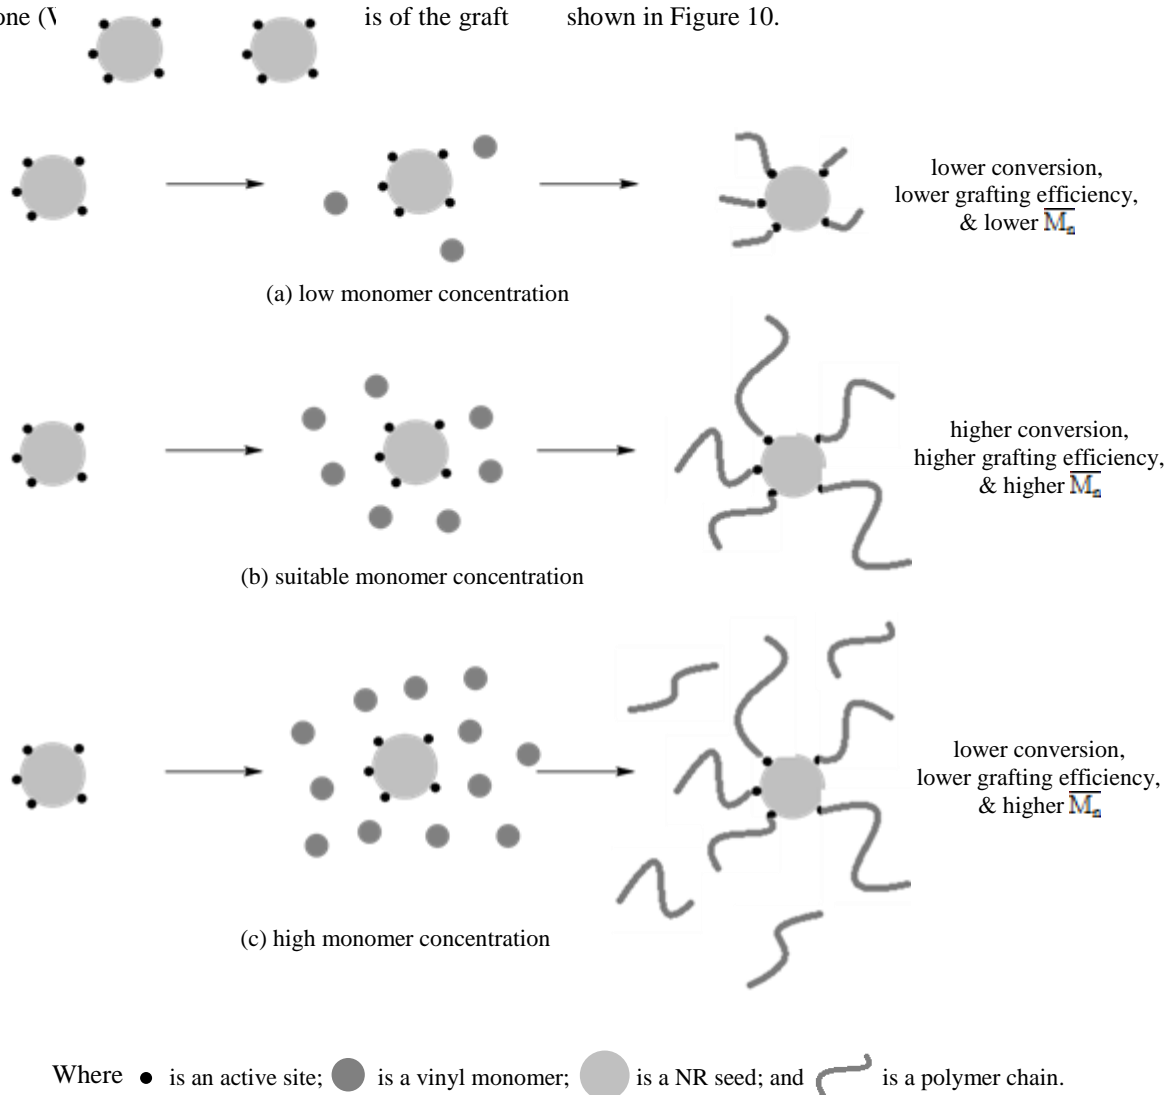 one (V is of the graft shown in Figure 10.
lower conversion,
lower grafting efficiency,
& lower M̅n
(a) low monomer concentration
higher conversion,
higher grafting efficiency,
& higher M̅n
(b) suitable monomer concentration
lower conversion,
lower grafting efficiency,
& higher M̅n
(c) high monomer concentration
Where is an active site; is a vinyl monomer; is a NR seed; and is a polymer chain.